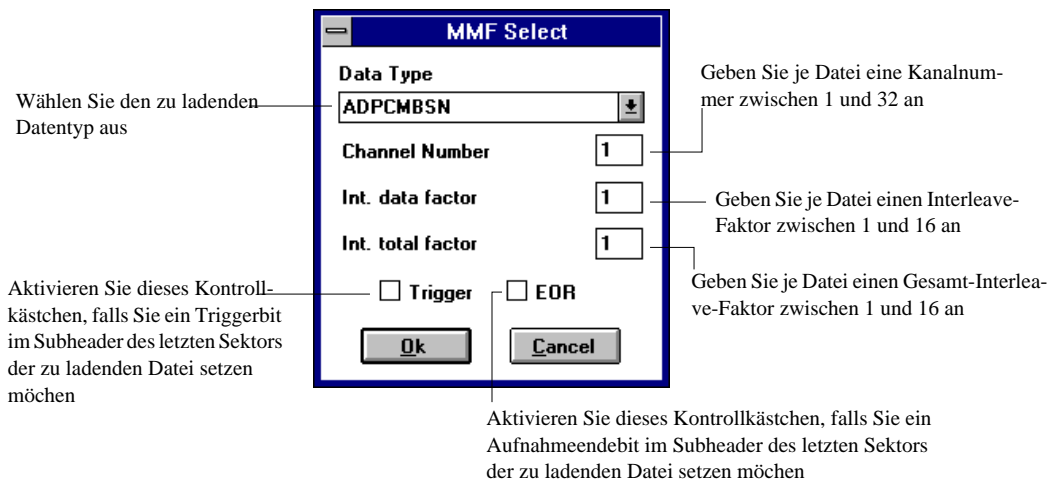 MMF Select
Data Type
ADPCMBSN
Channel Number
1
Int. data factor
1
Int. total factor
1
Trigger
EOR
Ok
Cancel
Wählen Sie den zu ladenden
Datentyp aus
Geben Sie je Datei eine Kanalnum-
mer zwischen 1 und 32 an
Geben Sie je Datei einen Interleave-
Faktor zwischen 1 und 16 an
Geben Sie je Datei einen Gesamt-Interlea-
ve-Faktor zwischen 1 und 16 an
Aktivieren Sie dieses Kontroll-
kästchen, falls Sie ein Triggerbit
im Subheader des letzten Sektors
der zu ladenden Datei setzen
möchen
Aktivieren Sie dieses Kontrollkästchen, falls Sie ein
Aufnahmeendebit im Subheader des letzten Sektors
der zu ladenden Datei setzen möchen